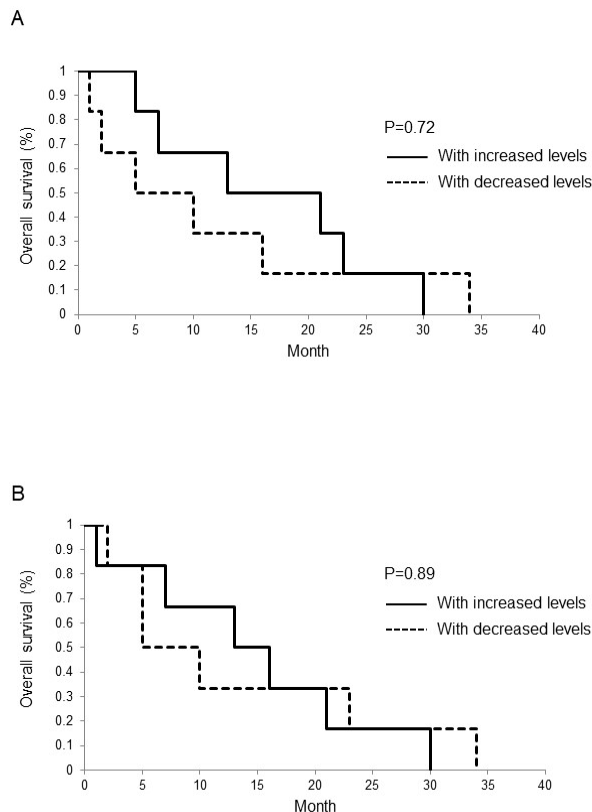 A
Overall survival (%)
1
0.9
0.8
0.7
0.6
0.5
0.4
0.3
0.2
0.1
0
P=0.72
With increased levels
With decreased levels
0 5 10 15 20 25 30 35 40
Month
B
Overall survival (%)
1
0.9
0.8
0.7
0.6
0.5
0.4
0.3
0.2
0.1
0
P=0.89
With increased levels
With decreased levels
0 5 10 15 20 25 30 35 40
Month